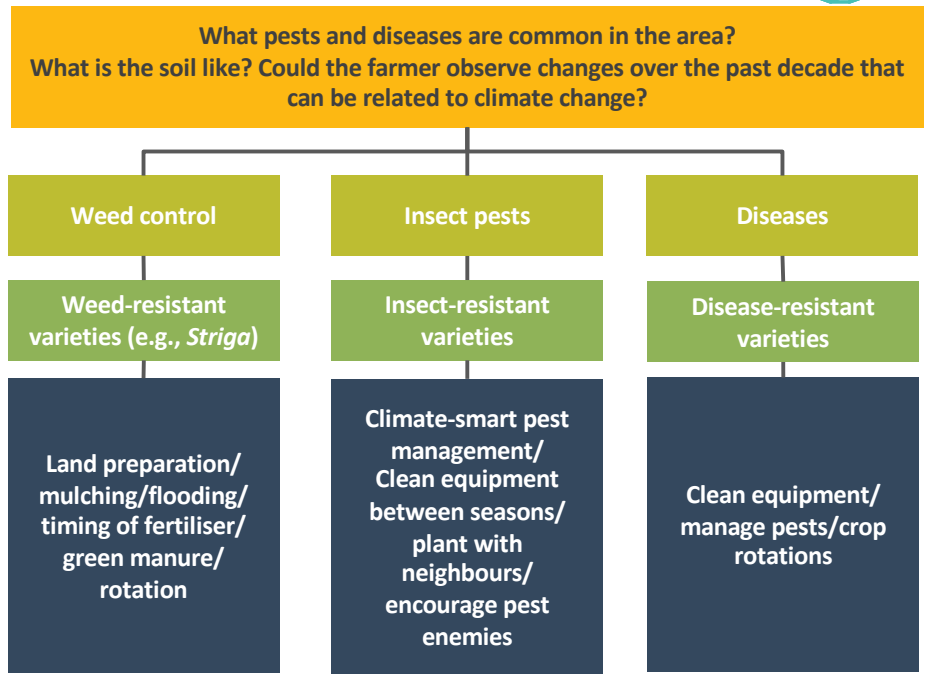 What pests and diseases are common in the area?
What is the soil like? Could the farmer observe changes over the past decade that
can be related to climate change?
Weed control
Insect pests
Diseases
Weed-resistant
varieties (e.g., Striga)
Insect-resistant
varieties
Disease-resistant
varieties
Land preparation/
mulching/flooding/
timing of fertiliser/
green manure/
rotation
Climate-smart pest
management/
Clean equipment
between seasons/
plant with
neighbours/
encourage pest
enemies
Clean equipment/
manage pests/crop
rotations